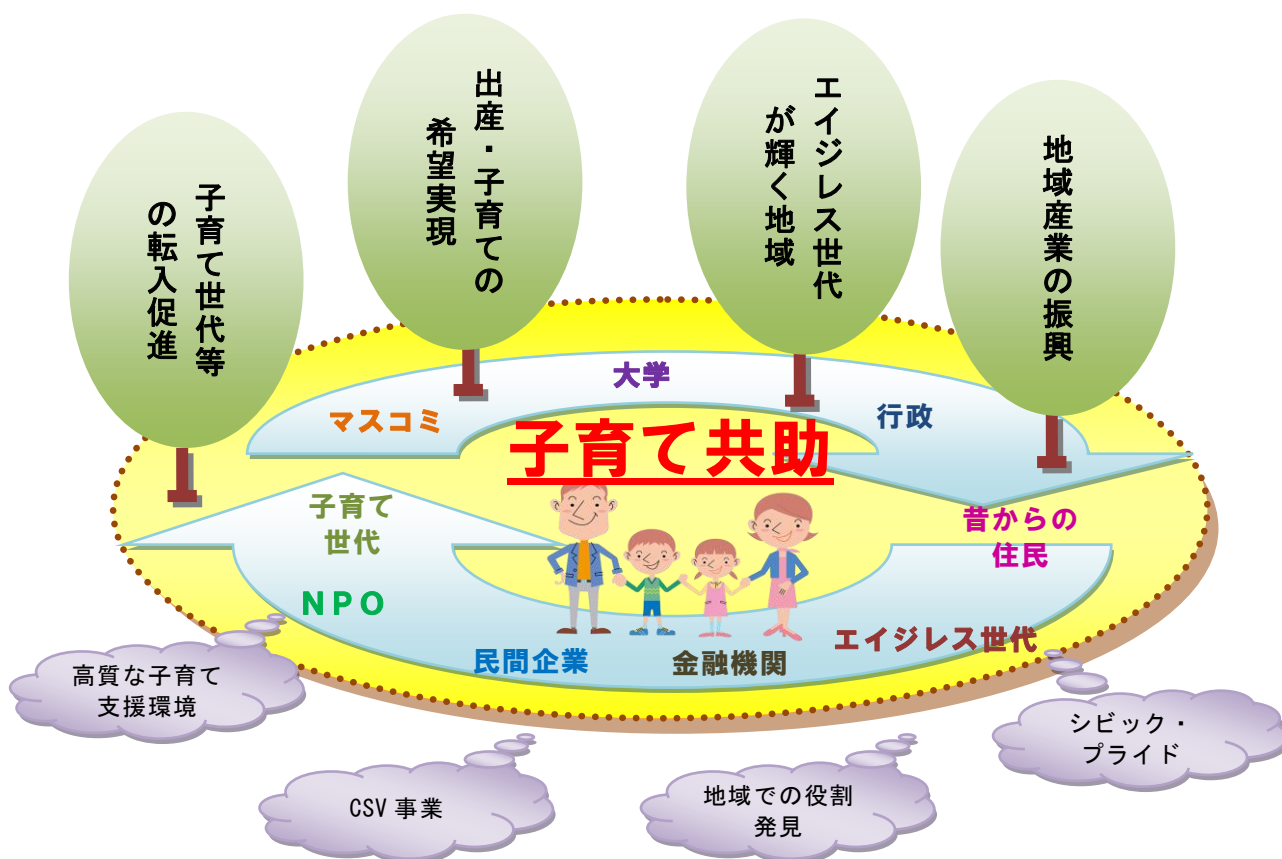 子育て世代等
の転入促進
出産・子育ての
希望実現
エイジレス世代
が輝く地域
地域産業の振興
大学
マスコミ
行政
子育て共助
子育て
世代
昔からの
住民
NPO
エイジレス世代
民間企業
金融機関
高質な子育て
支援環境
シビック・
プライド
CSV 事業
地域での役割
発見